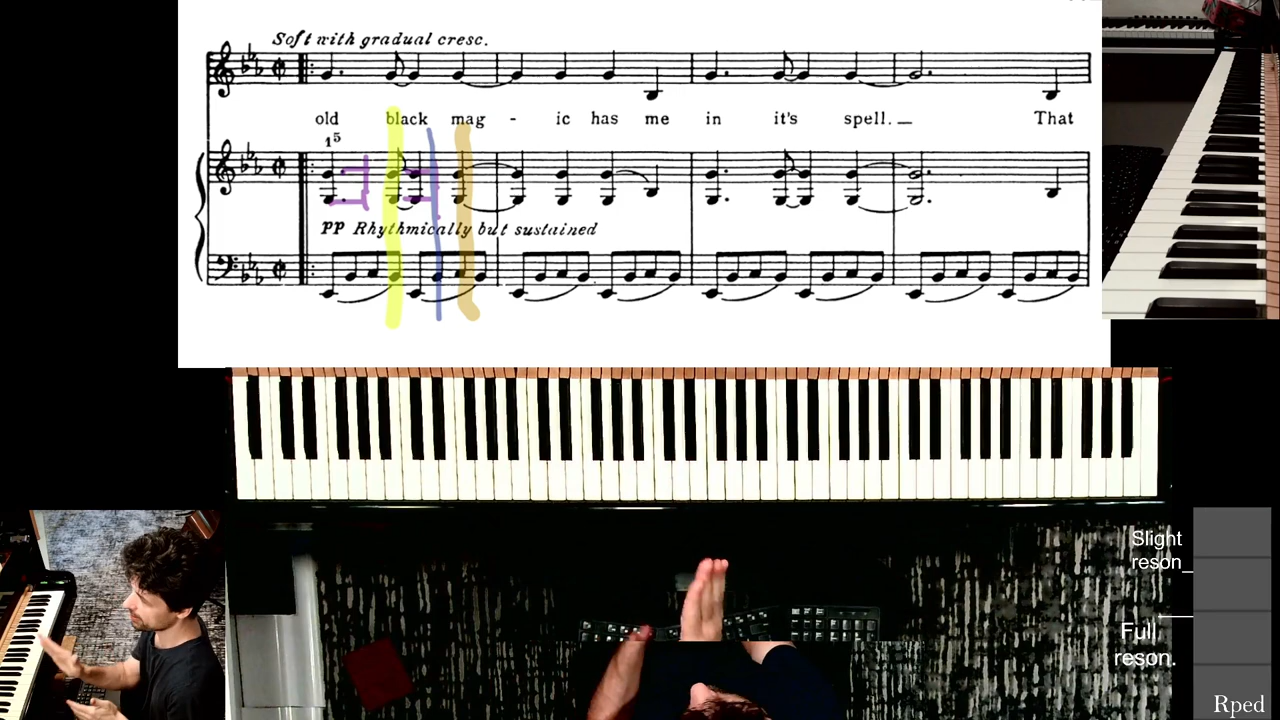 Soft with gradual cresc.
old black mag - ic has me in it's spell. — That
1 5
pp Rhythmically but sustained
Slight
reson_
Full
reson.
Rped